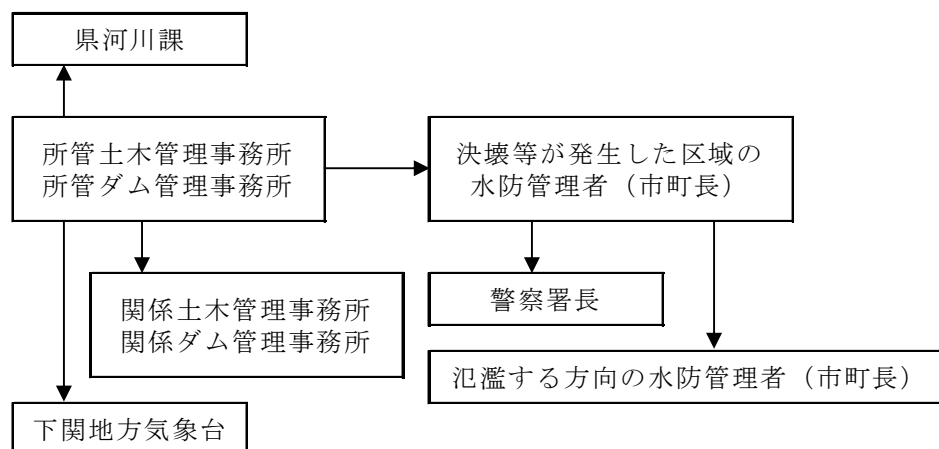 県河川課
所管土木管理事務所
所管ダム管理事務所
決壊等が発生した区域の
水防管理者（市町長）
関係土木管理事務所
関係ダム管理事務所
警察署長
氾濫する方向の水防管理者（市町長）
下関地方気象台